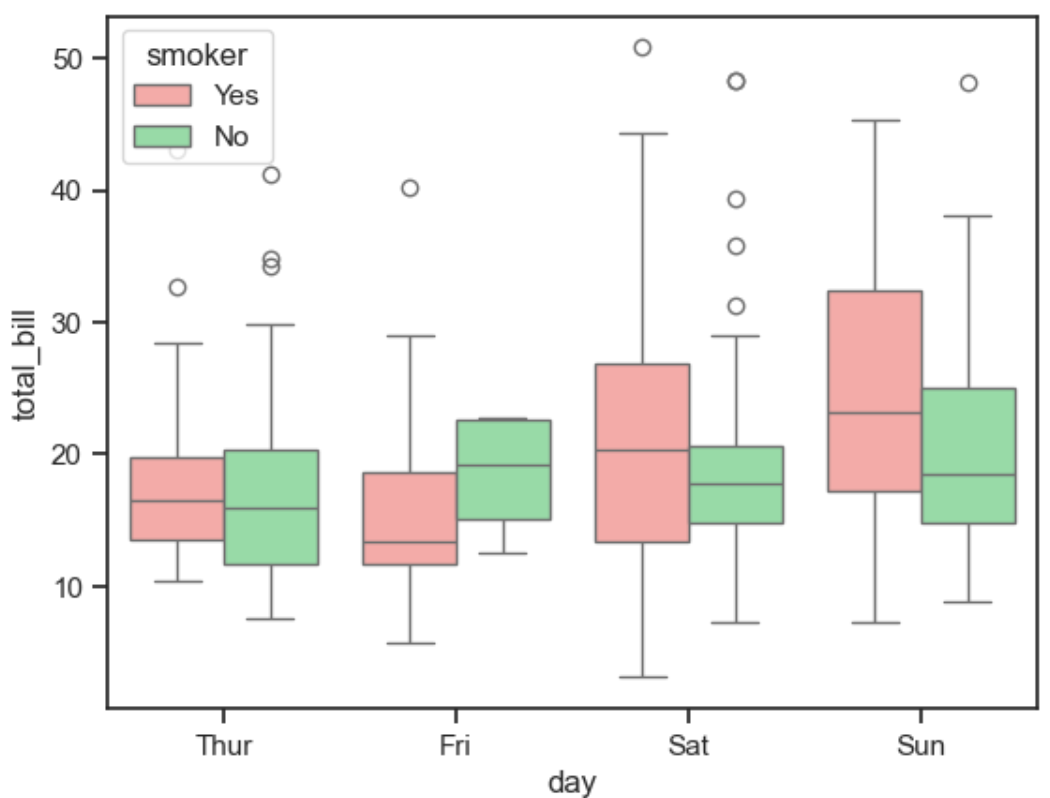 smoker
Yes
No
50
40
30
20
10
total_bill
Thur
Fri
Sat
Sun
day